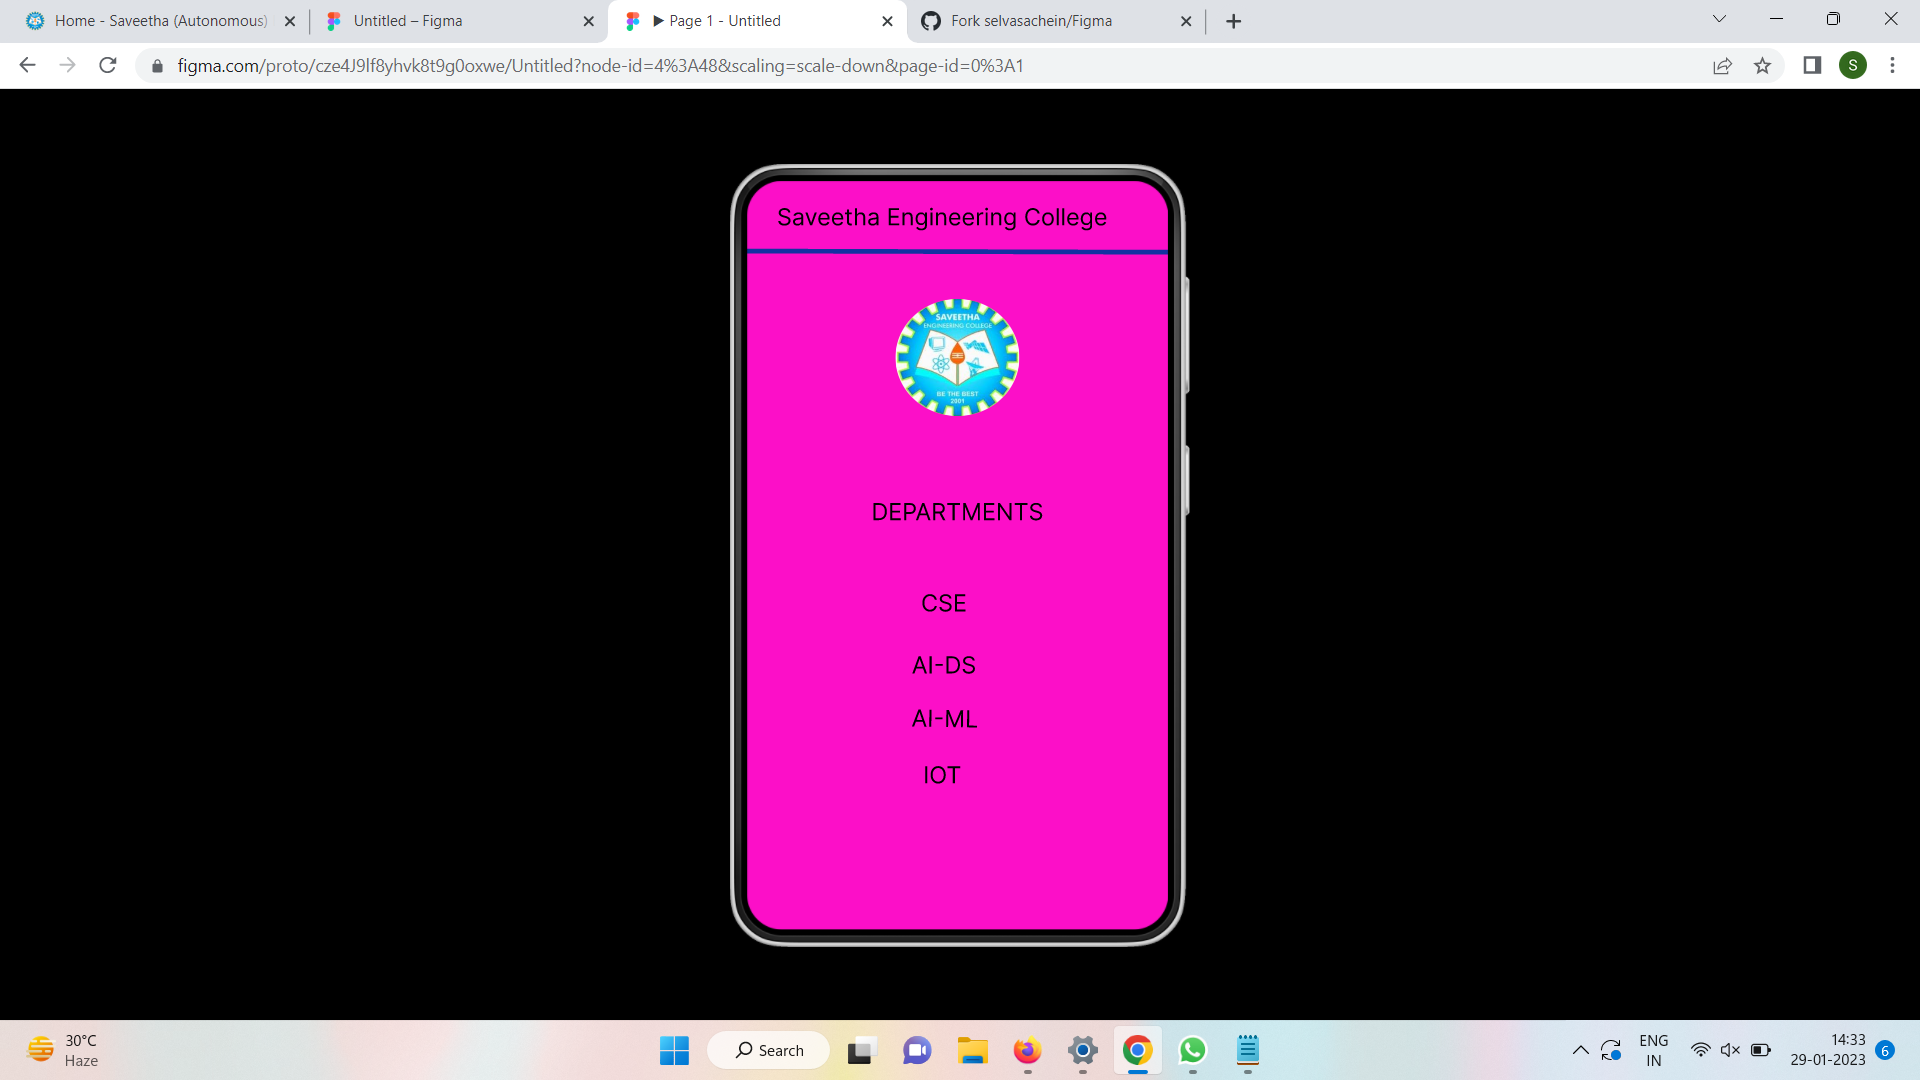 Home - Saveetha (Autonomous)
Untitled – Figma
▶ Page 1 - Untitled
Fork selvasachein/Figma
figma.com/proto/cze4J9lf8yhvk8t9g0oxwe/Untitled?node-id=4%3A48&scaling=scale-down&page-id=0%3A1
S
Saveetha Engineering College
SAVEETHA
ENGINEERING COLLEGE
BE THE BEST
2001
DEPARTMENTS
CSE
AI-DS
AI-ML
IOT
30°C
Haze
Search
ENG
IN
14:33
29-01-2023
6